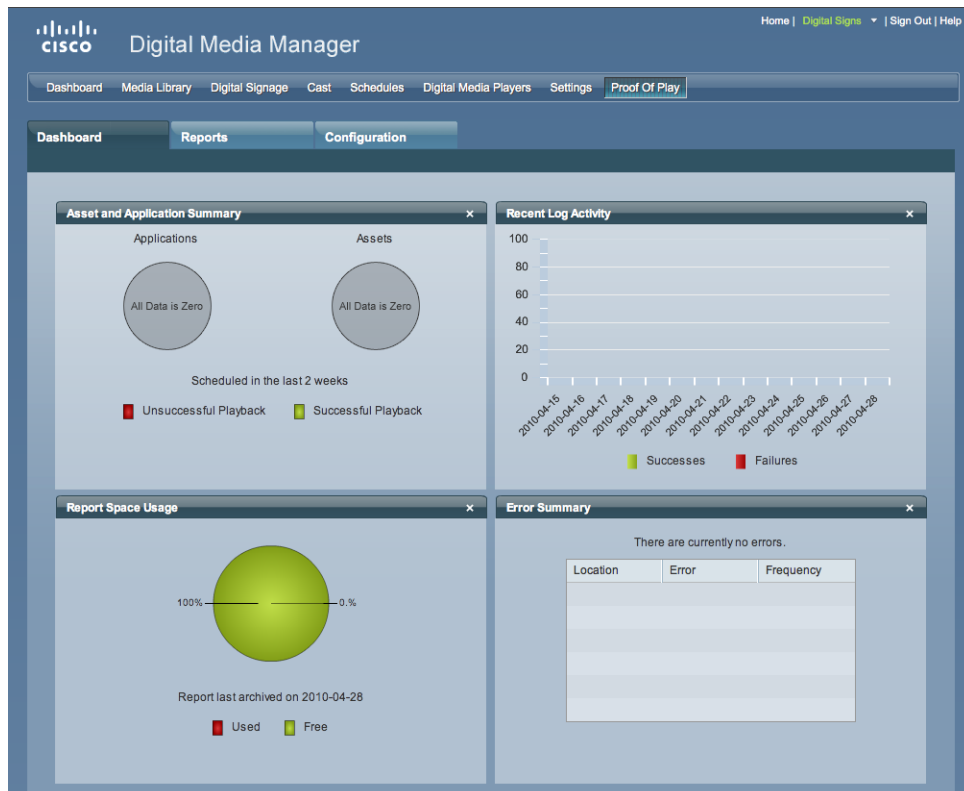 Home | Digital Signs | Sign Out | Help
CISCO
Digital Media Manager
Dashboard Media Library Digital Signage Cast Schedules Digital Media Players Settings Proof Of Play
Dashboard Reports Configuration
Asset and Application Summary ×
Applications Assets
All Data is Zero All Data is Zero
Scheduled in the last 2 weeks
Unsuccessful Playback Successful Playback
Recent Log Activity ×
100
80
60
40
20
0
2010-04-15 2010-04-16 2010-04-17 2010-04-18 2010-04-19 2010-04-20 2010-04-21 2010-04-22 2010-04-23 2010-04-24 2010-04-25 2010-04-26 2010-04-27 2010-04-28
Successes Failures
Report Space Usage ×
100% 0.%
Report last archived on 2010-04-28
Used Free
Error Summary ×
There are currently no errors.
Location Error Frequency